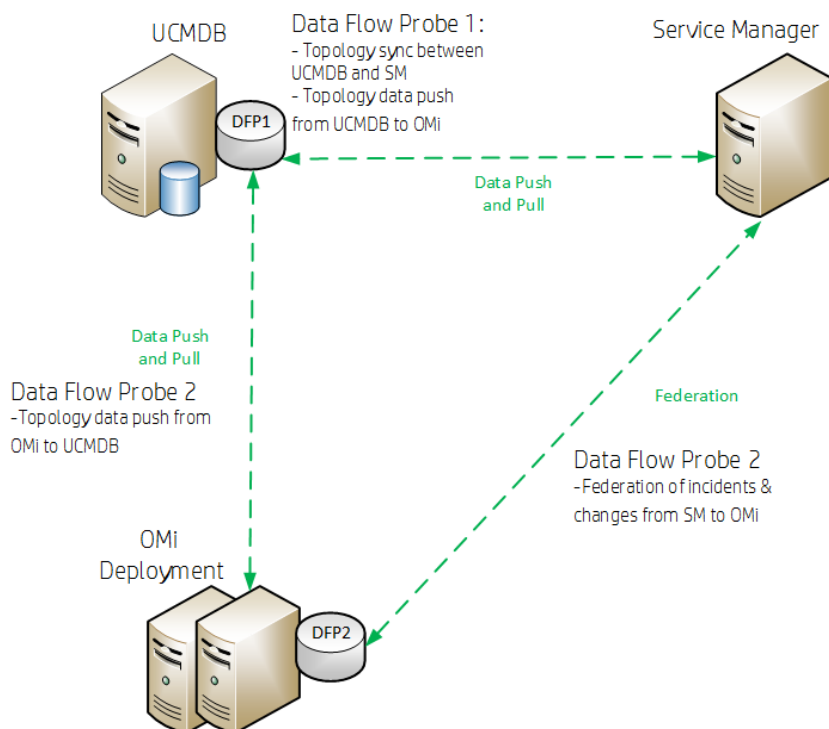 UCMDB
DFP1
Data Flow Probe 1:
- Topology sync between
UCMDB and SM
- Topology data push
from UCMDB to OMi
Service Manager
Data Push
and Pull
Data Push
and Pull
Data Flow Probe 2
-Topology data push from
OMi to UCMDB
Federation
Data Flow Probe 2
-Federation of incidents &
changes from SM to OMi
OMi
Deployment
DFP2